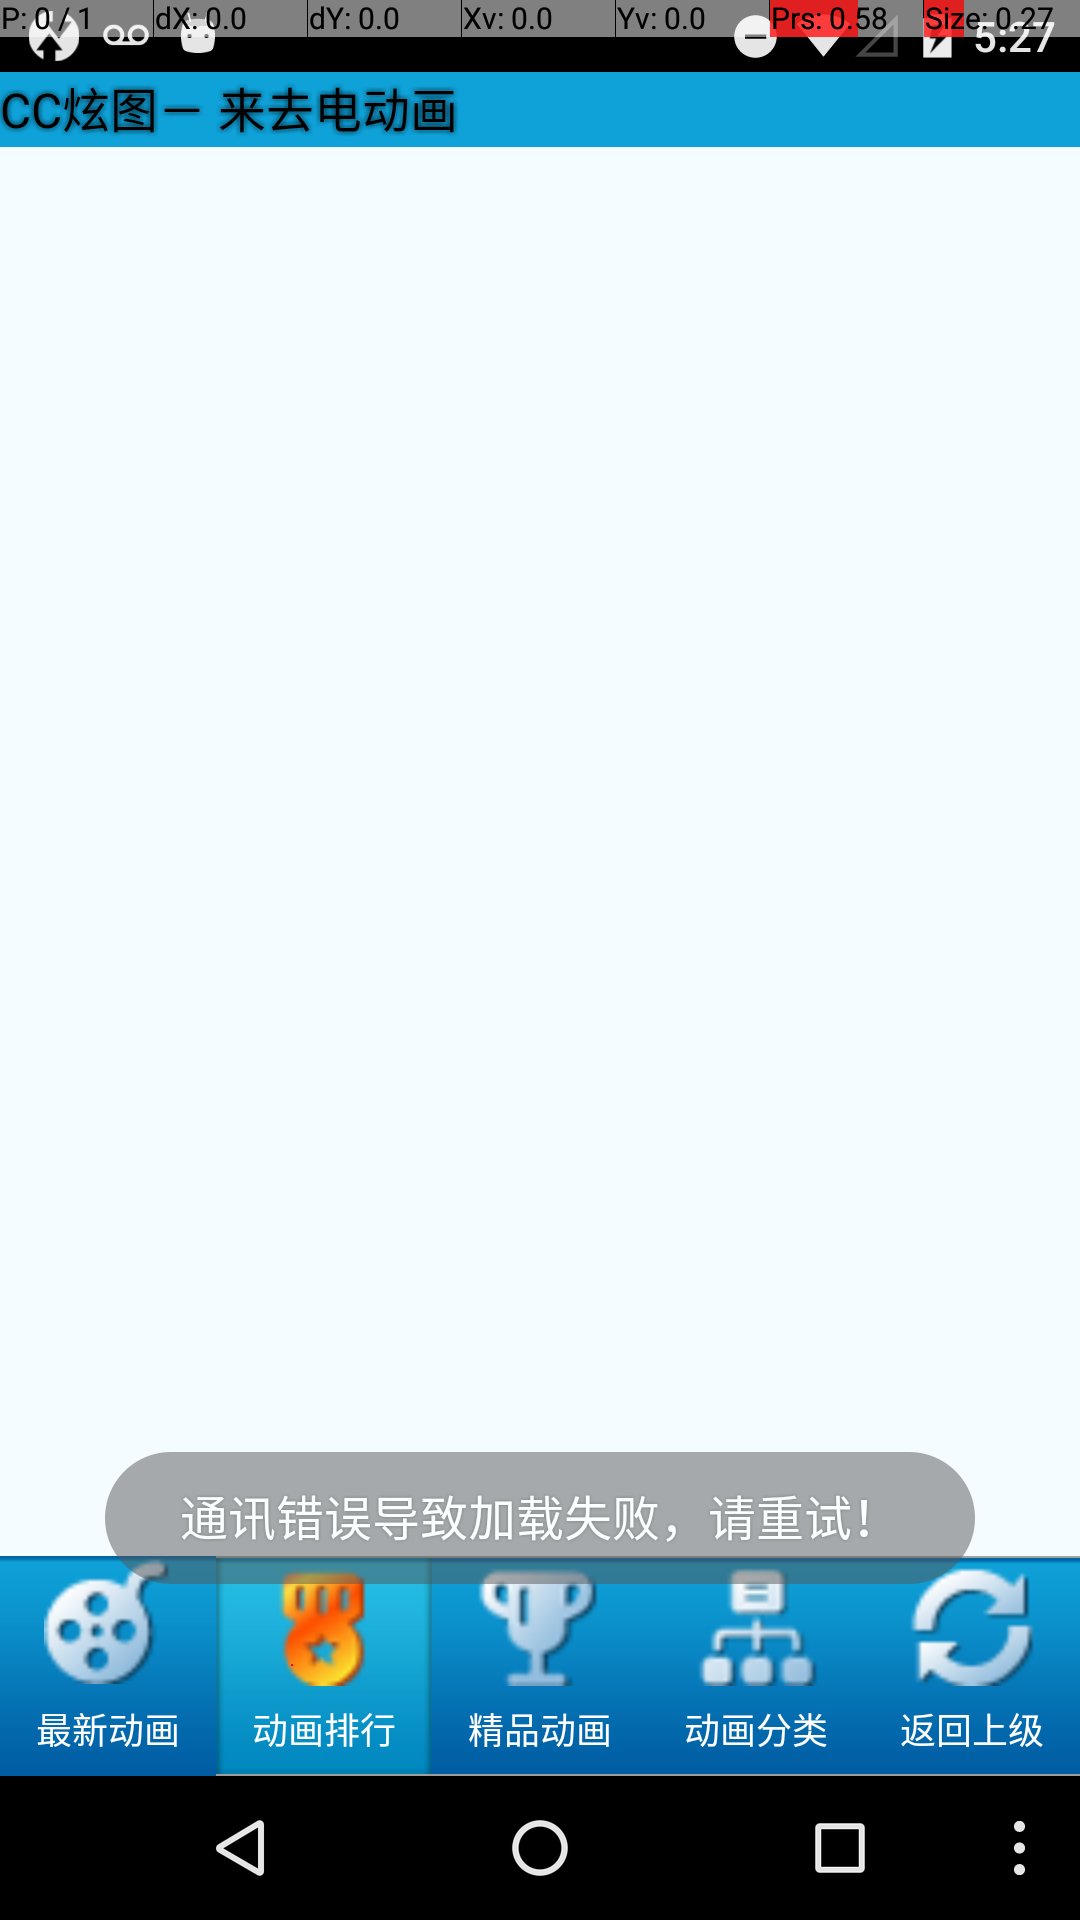 P: 0 / 1 dX: 0.0 dY: 0.0 Xv: 0.0 Yv: 0.0 Prs: 0.58 Size: 0.27
5:27
CC炫图－ 来去电动画
通讯错误导致加载失败，请重试！
最新动画 动画排行 精品动画 动画分类 返回上级